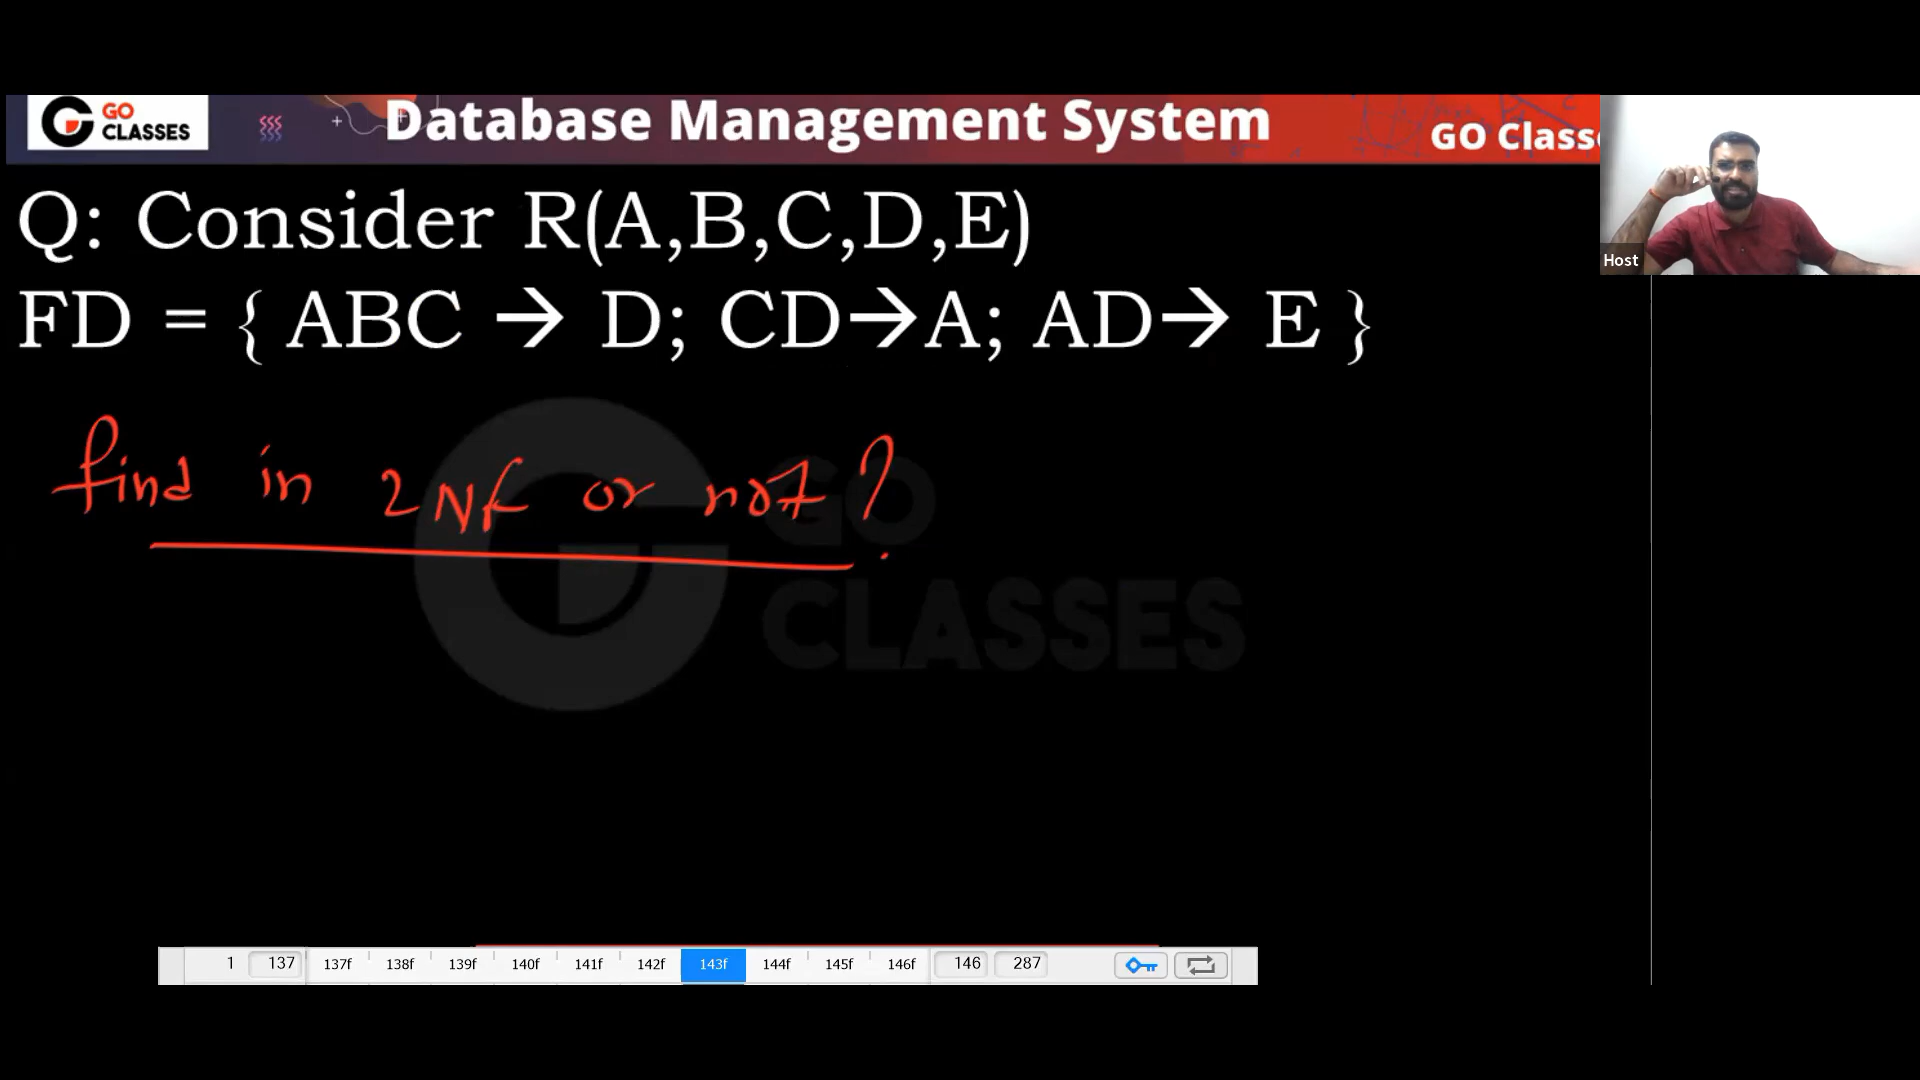 GO
CLASSES
Database Management System
GO Class
Host
Q: Consider R(A,B,C,D,E)
FD = { ABC → D; CD→A; AD→ E }
find in 2NF or not?
GO
CLASSES
1 137 137f 138f 139f 140f 141f 142f 143f 144f 145f 146f 146 287